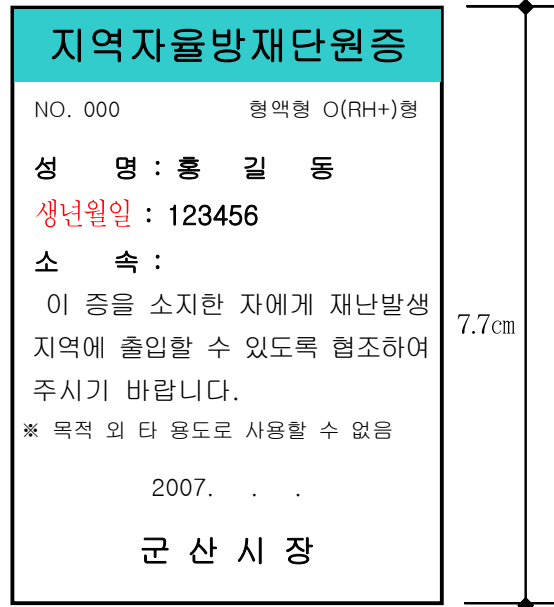 지역자율방재단원증
NO. 000 형액형 O(RH+)형
성 명 : 홍 길 동
생년월일 : 123456
소 속 :
이 증을 소지한 자에게 재난발생
지역에 출입할 수 있도록 협조하여
주시기 바랍니다.
※ 목적 외 타 용도로 사용할 수 없음
2007. . .
군 산 시 장
7.7㎝